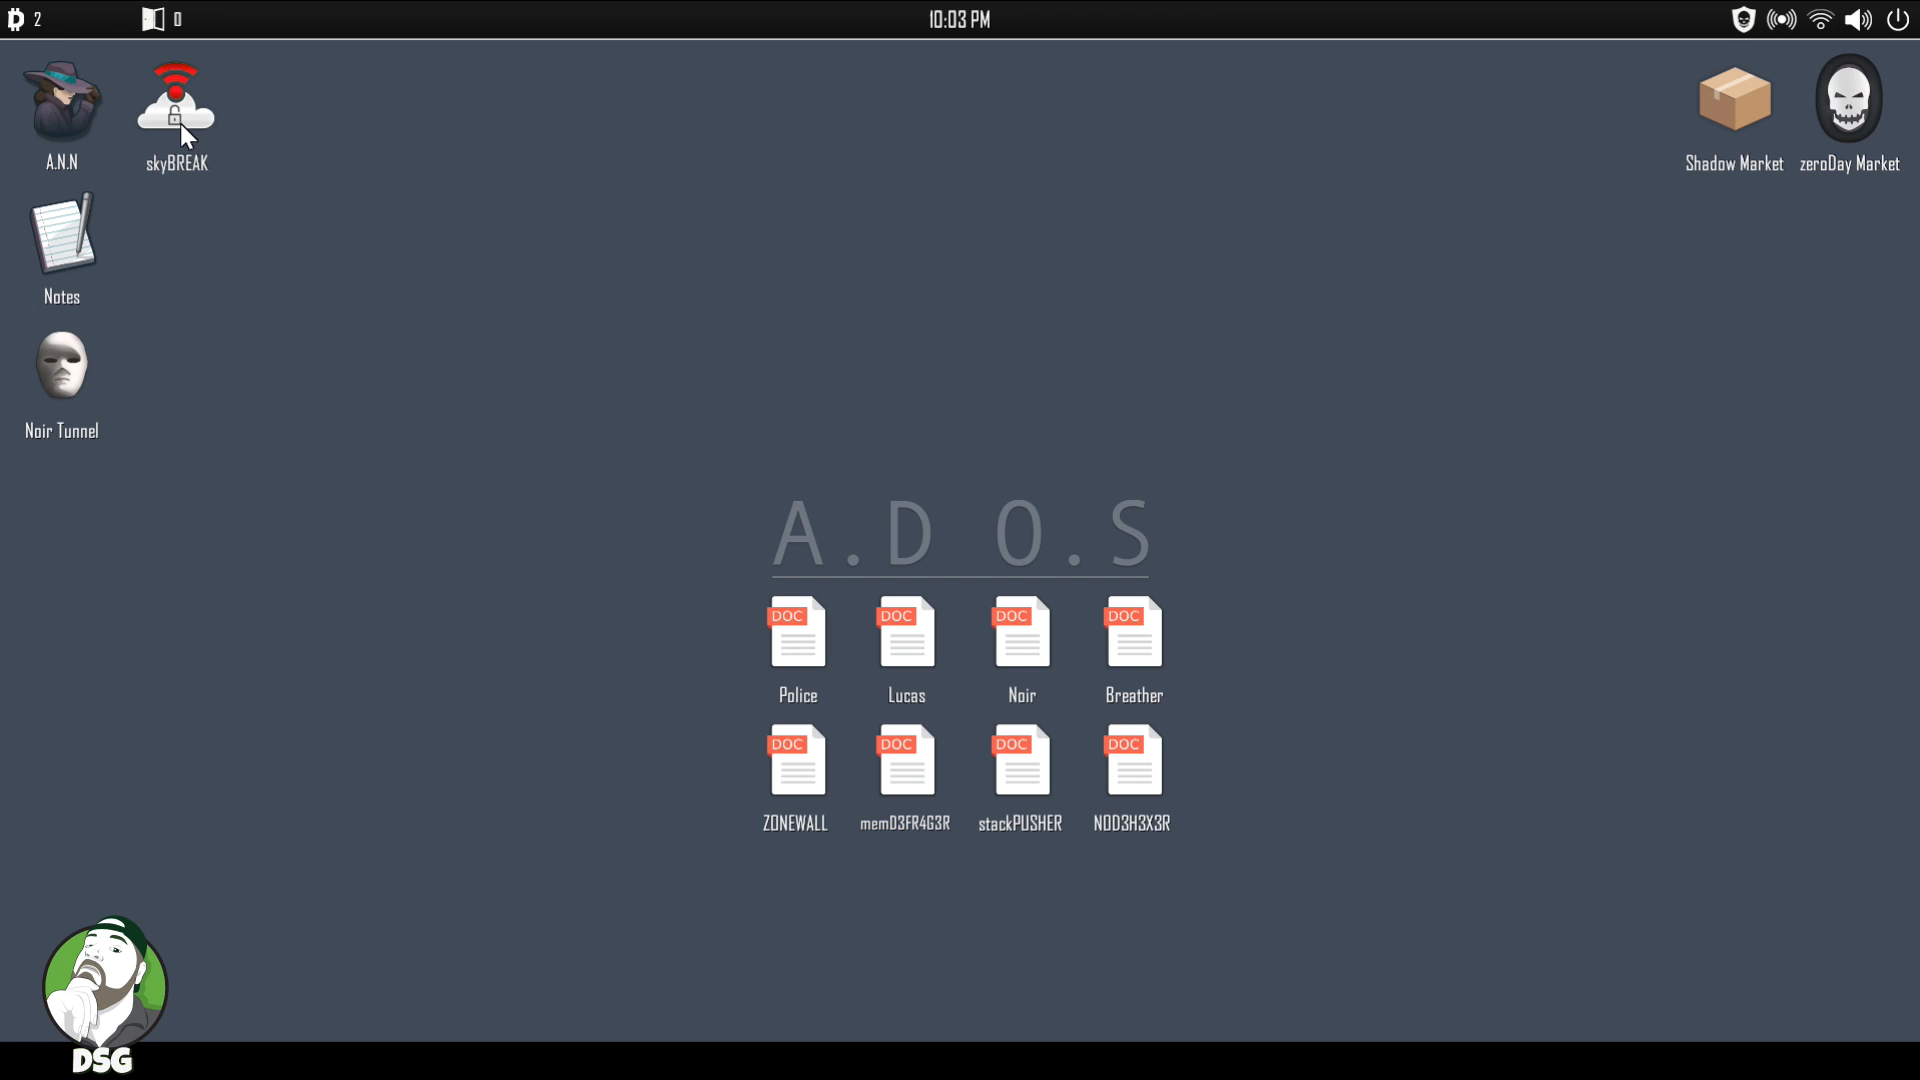 2
0
10:03 PM
A.N.N
skyBREAK
Shadow Market
zeroDay Market
Notes
Noir Tunnel
A.D O.S
DOC
DOC
DOC
DOC
Police
Lucas
Noir
Breather
DOC
DOC
DOC
DOC
ZONEWALL
memD3FR4G3R
stackPUSHER
NOD3H3X3R
DSG